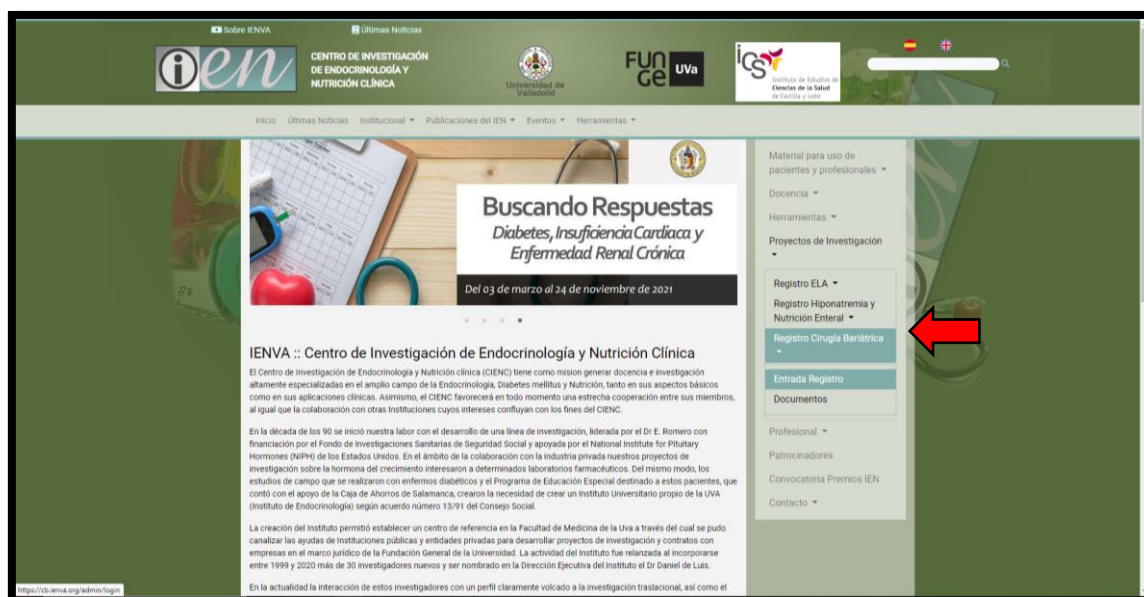 Sobre IENVA
Últimas Noticias
ien
CENTRO DE INVESTIGACIÓN
DE ENDOCRINOLOGÍA Y
NUTRICIÓN CLÍNICA
Universidad de
Valladolid
FUN
GE
UVa
ics
Instituto de Estudios de
Ciencias de la Salud
de Castilla y León
Inicio Últimas Noticias Institucional Publicaciones del IEN Eventos Herramientas
Buscando Respuestas
Diabetes, Insuficiencia Cardiaca y
Enfermedad Renal Crónica
Del 03 de marzo al 24 de noviembre de 2021
IENVA :: Centro de Investigación de Endocrinología y Nutrición Clínica
El Centro de Investigación de Endocrinología y Nutrición clínica (CIENC) tiene como mision generar docencia e investigación
altamente especializadas en el amplio campo de la Endocrinología, Diabetes mellitus y Nutrición, tanto en sus aspectos básicos
como en sus aplicaciones clínicas. Asimismo, el CIENC favorecerá en todo momento una estrecha cooperación entre sus miembros,
al igual que la colaboración con otras Instituciones cuyos intereses confluyan con los fines del CIENC.
En la década de los 90 se inició nuestra labor con el desarrollo de una línea de investigación, liderada por el Dr E. Romero con
financiación por el Fondo de Investigaciones Sanitarias de Seguridad Social y apoyada por el National Institute for Pituitary
Hormones (NIPH) de los Estados Unidos. En el ámbito de la colaboración con la industria privada nuestros proyectos de
investigación sobre la hormona del crecimiento interesaron a determinados laboratorios farmacéuticos. Del mismo modo, los
estudios de campo que se realizaron con enfermos diabéticos y el Programa de Educación Especial destinado a estos pacientes, que
contó con el apoyo de la Caja de Ahorros de Salamanca, crearon la necesidad de crear un Instituto Universitario propio de la UVA
(Instituto de Endocrinología) según acuerdo número 13/91 del Consejo Social.
La creación del Instituto permitió establecer un centro de referencia en la Facultad de Medicina de la Uva a través del cual se pudo
canalizar las ayudas de Instituciones públicas y entidades privadas para desarrollar proyectos de investigación y contratos con
empresas en el marco jurídico de la Fundación General de la Universidad. La actividad del Instituto fue relanzada al incorporarse
entre 1999 y 2020 más de 30 investigadores nuevos y ser nombrado en la Dirección Ejecutiva del Instituto el Dr Daniel de Luis.
En la actualidad la interacción de estos investigadores con un perfil claramente volcado a la investigación traslacional, así como el
Material para uso de
pacientes y profesionales
Docencia
Herramientas
Proyectos de Investigación
Registro ELA
Registro Hiponatremia y
Nutrición Enteral
Registro Cirugía Bariátrica
Entrada Registro
Documentos
Profesional
Patrocinadores
Convocatoria Premios IEN
Contacto
https://cb.ienva.org/admin/login